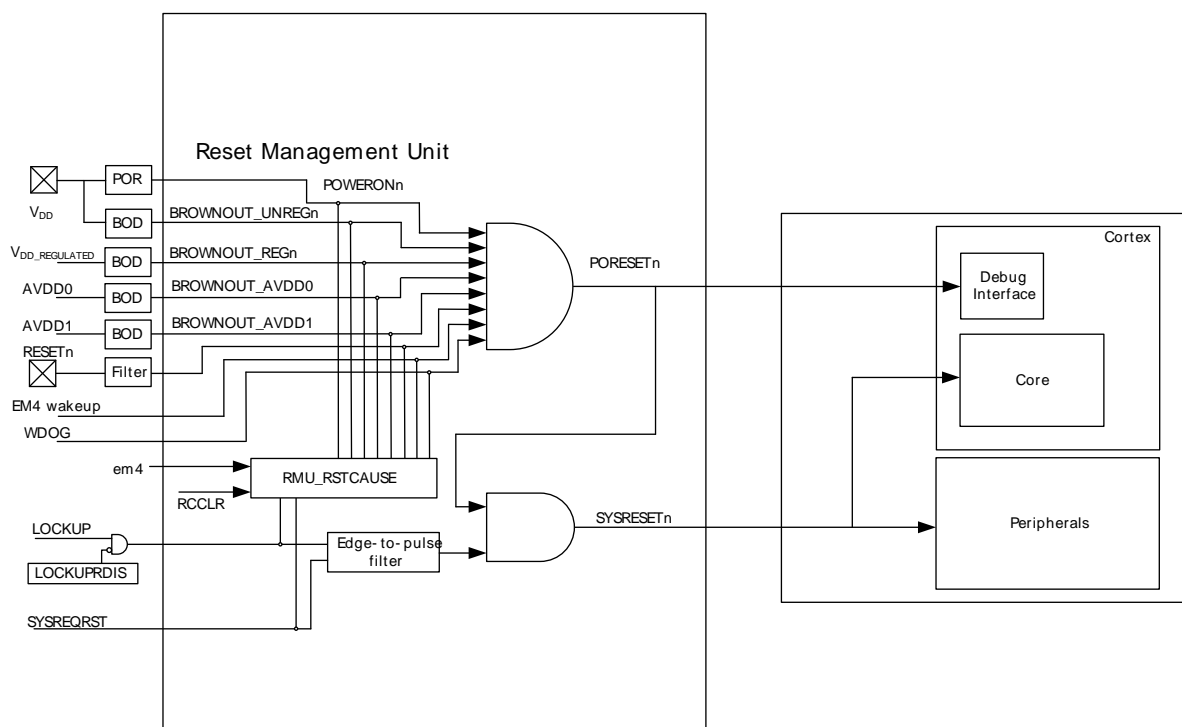 Reset Management Unit
POR
POWERONn
VDD
BOD
BROWNOUT_UNREGn
VDD_REGULATED
BOD
BROWNOUT_REGn
AVDD0
BOD
BROWNOUT_AVDD0
AVDD1
BOD
BROWNOUT_AVDD1
RESETn
Filter
EM4 wakeup
WDOG
em4
RMU_RSTCAUSE
RCCLR
LOCKUP
LOCKUPRDIS
Edge-to-pulse
filter
SYSREQRST
PORESETn
SYSRESETn
Cortex
Debug
Interface
Core
Peripherals